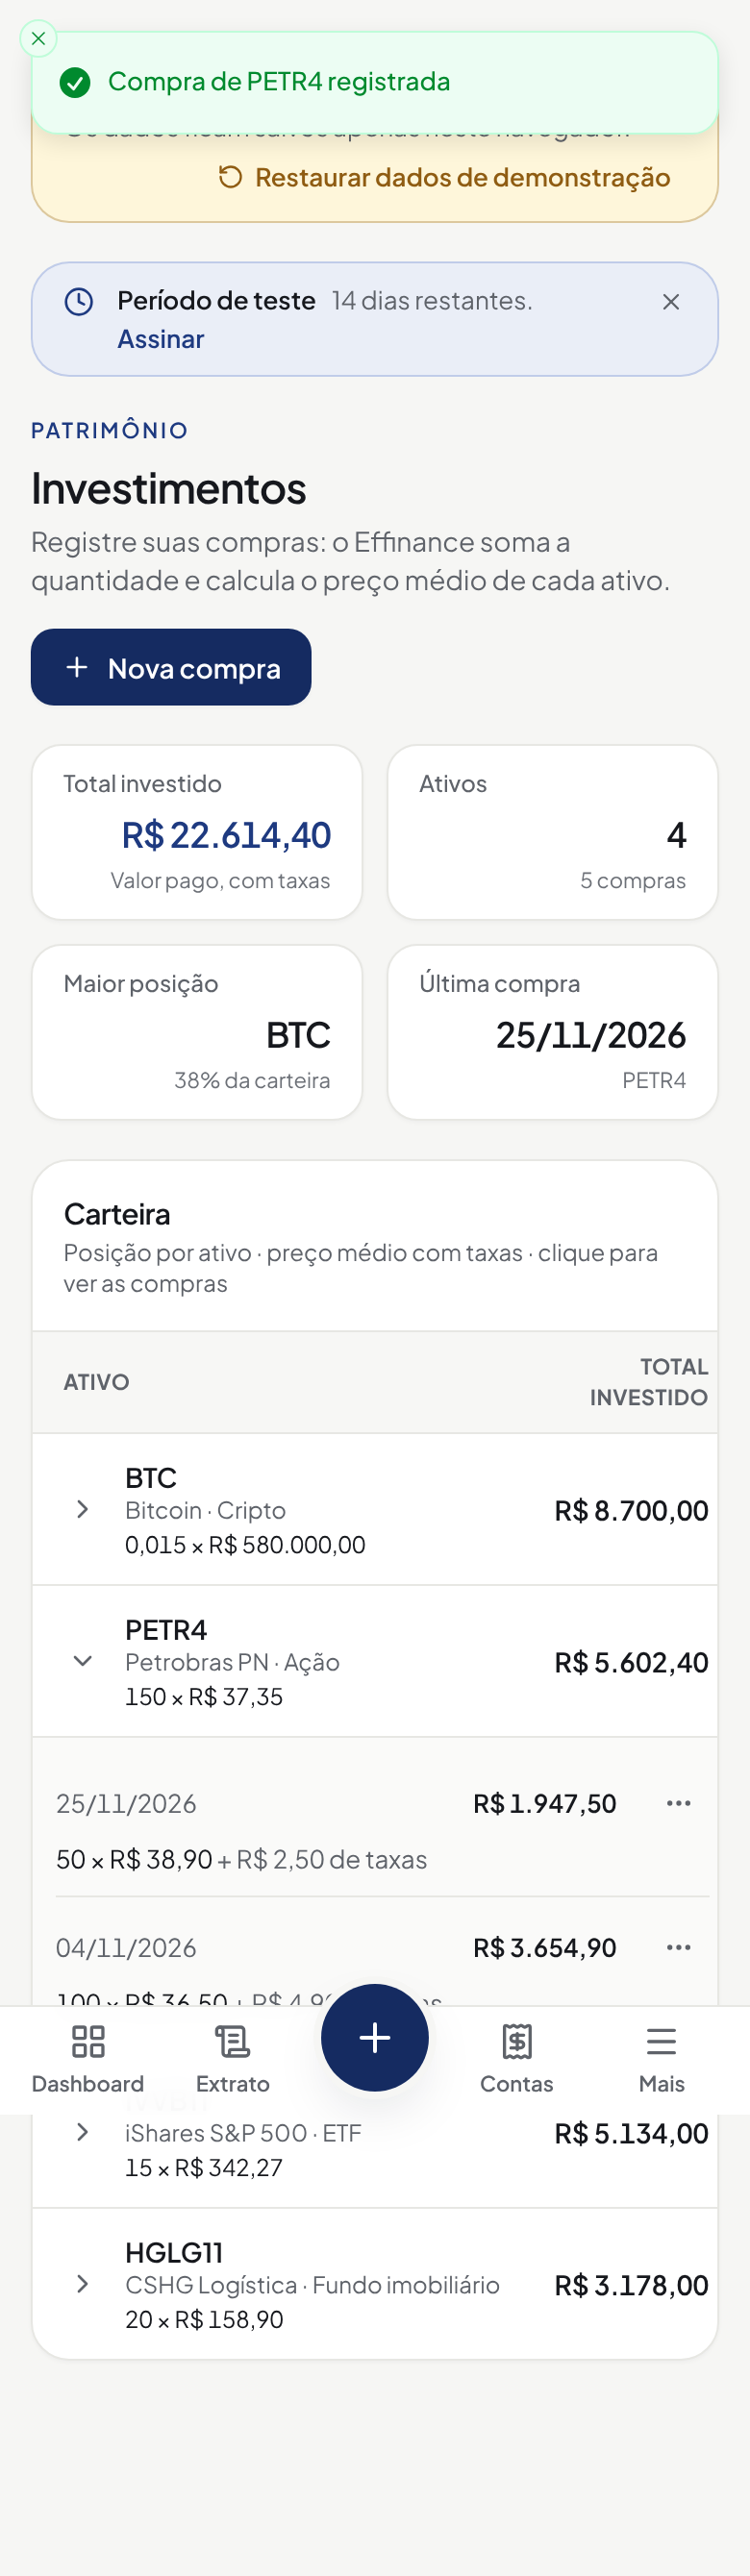 Compra de PETR4 registrada
Restaurar dados de demonstração
Período de teste 14 dias restantes.
Assinar
PATRIMÔNIO
Investimentos
Registre suas compras: o Effinance soma a
quantidade e calcula o preço médio de cada ativo.
Nova compra
Total investido
R$ 22.614,40
Valor pago, com taxas
Ativos
4
5 compras
Maior posição
BTC
38% da carteira
Última compra
25/11/2026
PETR4
Carteira
Posição por ativo · preço médio com taxas · clique para
ver as compras
ATIVO
TOTAL
INVESTIDO
BTC
Bitcoin · Cripto
0,015 × R$ 580.000,00
R$ 8.700,00
PETR4
Petrobras PN · Ação
150 × R$ 37,35
R$ 5.602,40
25/11/2026
R$ 1.947,50
50 × R$ 38,90 + R$ 2,50 de taxas
04/11/2026
R$ 3.654,90
100 × R$ 36,50 + R$
Dashboard
Extrato
Contas
Mais
iShares S&P 500 · ETF
15 × R$ 342,27
R$ 5.134,00
HGLG11
CSHG Logística · Fundo imobiliário
20 × R$ 158,90
R$ 3.178,00